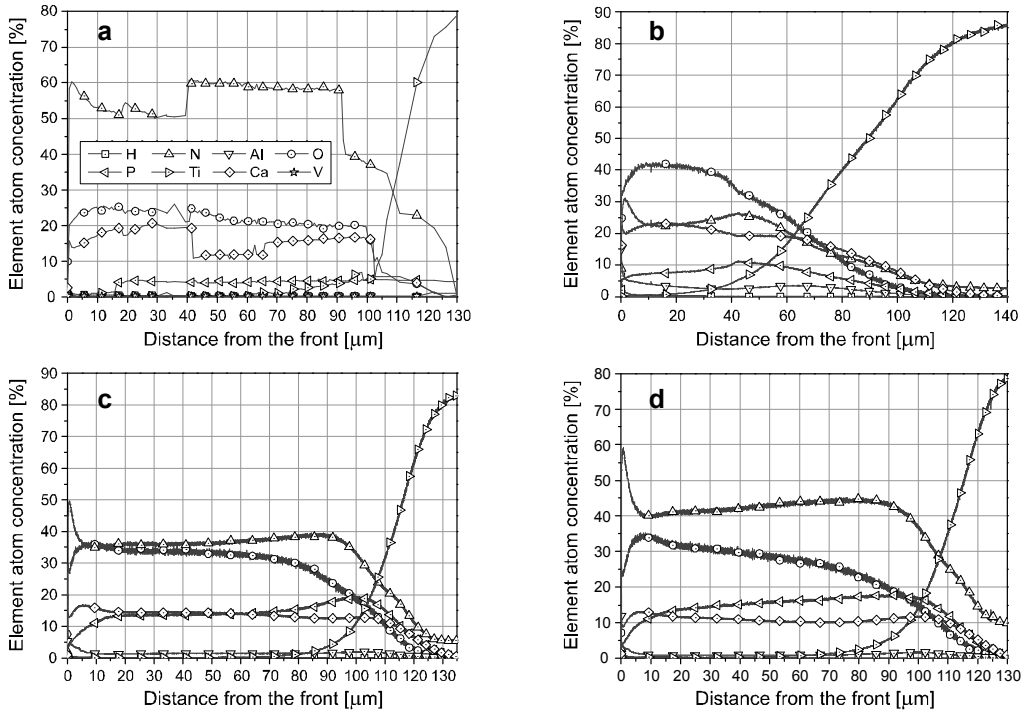 a
Element atom concentration [%]
80
70
60
50
40
30
20
10
0
H N Al O
P Ti Ca V
0 10 20 30 40 50 60 70 80 90 100 110 120 130
Distance from the front [μm]
b
Element atom concentration [%]
90
80
70
60
50
40
30
20
10
0
0 20 40 60 80 100 120 140
Distance from the front [μm]
c
Element atom concentration [%]
90
80
70
60
50
40
30
20
10
0
0 10 20 30 40 50 60 70 80 90 100 110 120 130
Distance from the front [μm]
d
Element atom concentration [%]
80
70
60
50
40
30
20
10
0
0 10 20 30 40 50 60 70 80 90 100 110 120 130
Distance from the front [μm]